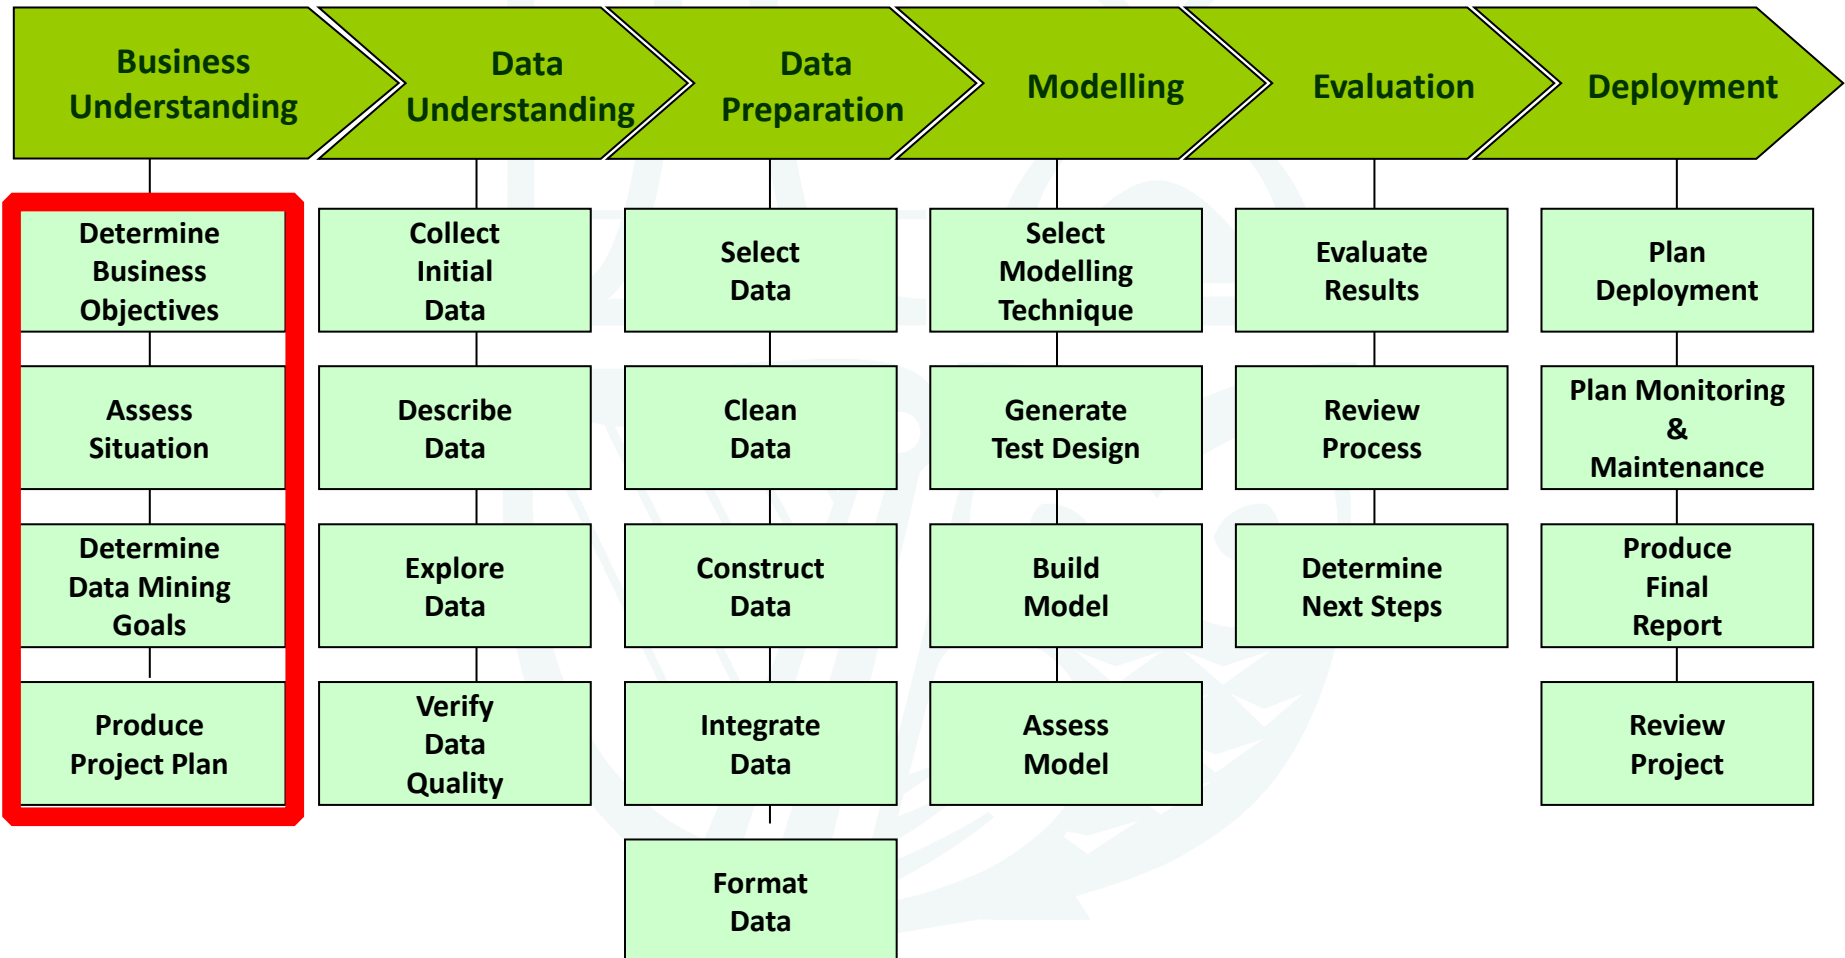 Business
Understanding
Data
Understanding
Data
Preparation
Modelling
Evaluation
Deployment
Determine
Business
Objectives
Assess
Situation
Determine
Data Mining
Goals
Produce
Project Plan
Collect
Initial
Data
Describe
Data
Explore
Data
Verify
Data
Quality
Select
Data
Clean
Data
Construct
Data
Integrate
Data
Format
Data
Select
Modelling
Technique
Generate
Test Design
Build
Model
Assess
Model
Evaluate
Results
Review
Process
Determine
Next Steps
Plan
Deployment
Plan Monitoring
&
Maintenance
Produce
Final
Report
Review
Project